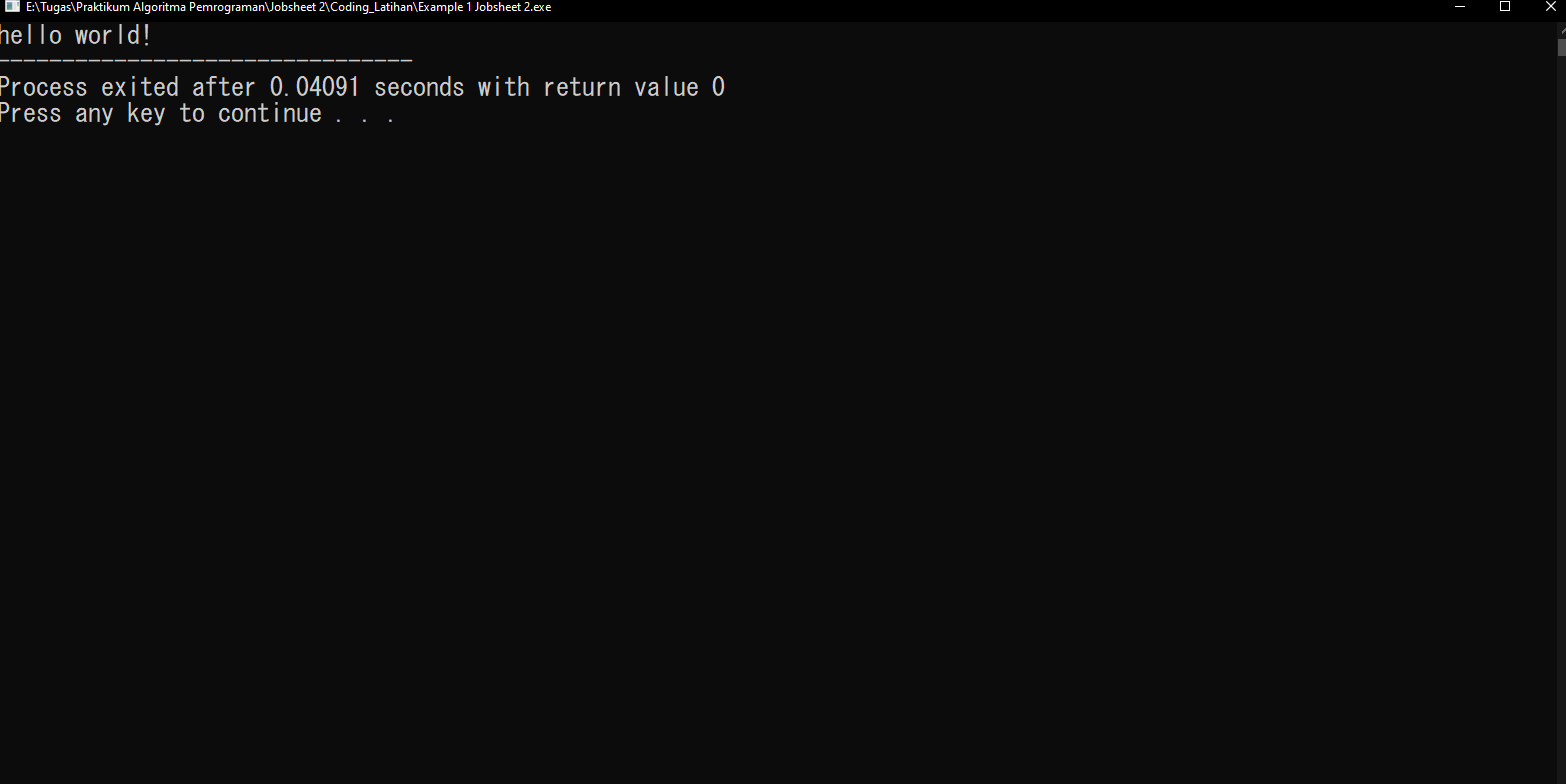 E:\Tugas\Praktikum Algoritma Pemrograman\Jobsheet 2\Coding_Latihan\Example 1 Jobsheet 2.exe
hello world!
--------------------------------
Process exited after 0.04091 seconds with return value 0
Press any key to continue . . .